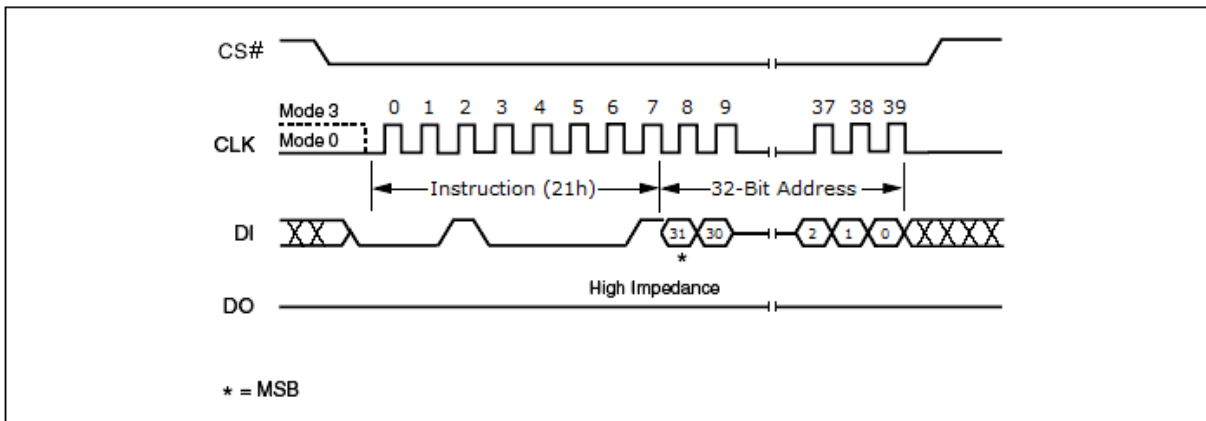 CS#
Mode 3 0 1 2 3 4 5 6 7 8 9 37 38 39
CLK Mode 0
Instruction (21h) 32-Bit Address
DI 31 30 2 1 0
*
High Impedance
DO
* = MSB